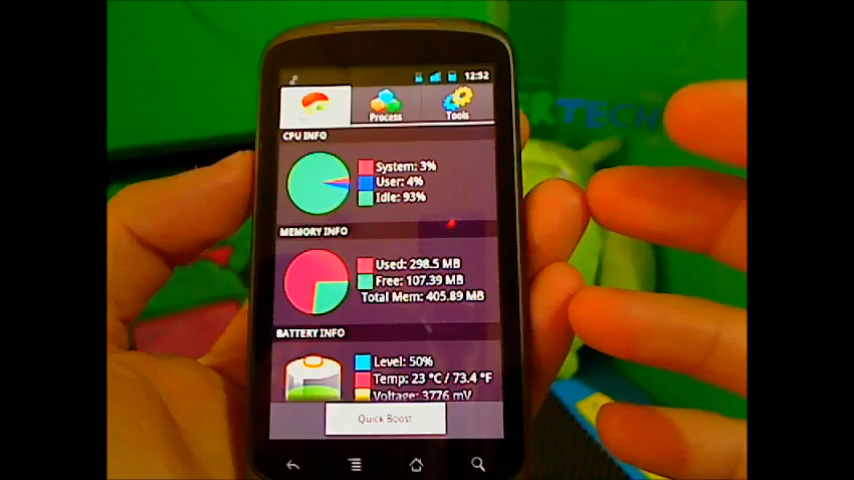 12:52
Process
Tools
CPU INFO
System: 3%
User: 4%
Idle: 93%
MEMORY INFO
Used: 298.5 MB
Free: 107.39 MB
Total Mem: 405.89 MB
BATTERY INFO
Level: 50%
Temp: 23 °C / 73.4 °F
Voltage: 3776 mV
Quick Boost
TECH